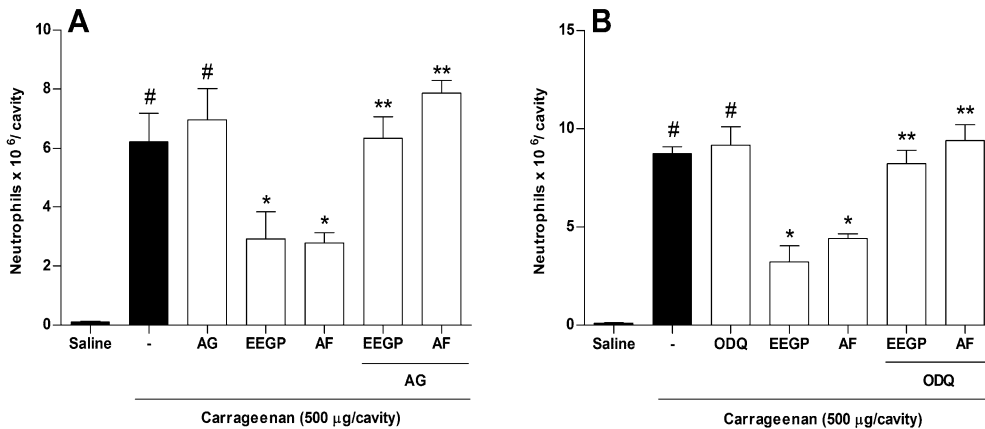 A
Neutrophils x 10 6/ cavity
10
8
6
4
2
0
#
#
*
*
**
**
Saline
-
AG
EEGP
AF
EEGP
AF
AG
Carrageenan (500 μg/cavity)
B
Neutrophils x 10 6/ cavity
15
10
5
0
#
#
*
*
**
**
Saline
-
ODQ
EEGP
AF
EEGP
AF
ODQ
Carrageenan (500 μg/cavity)